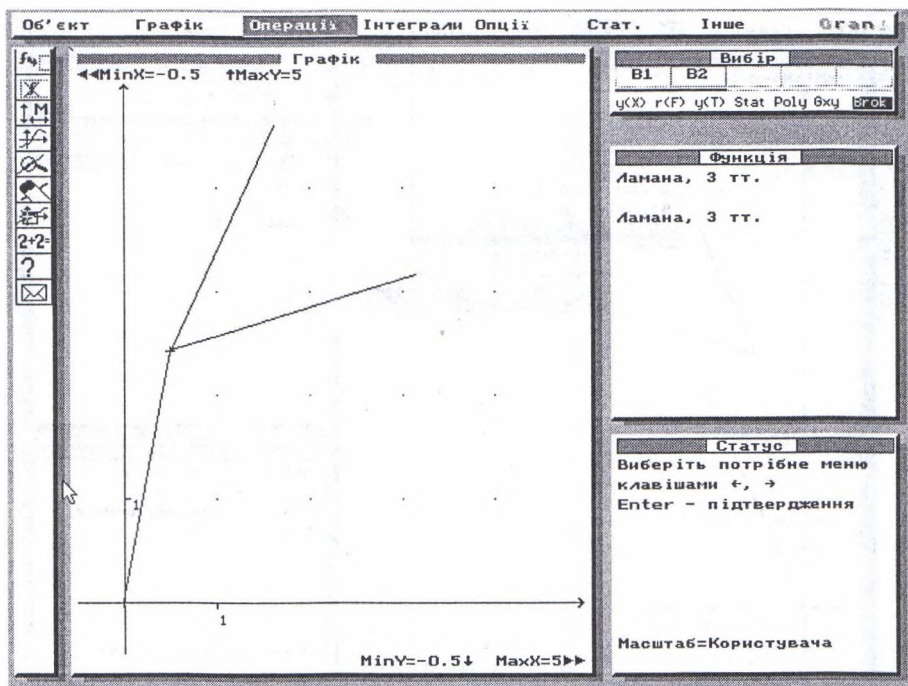 Об'єкт Графік Операції Інтеграли Опції Стат. Інше Gran1
Графік
◄◄MinX=-0.5 ↑MaxY=5
1
1
MinY=-0.5↓ MaxX=5►►
2+2=
?
Вибір
B1 B2
y(X) r(F) y(T) Stat Poly Gxy Brok
Функція
Ламана, 3 тт.
Ламана, 3 тт.
Статус
Виберіть потрібне меню
клавішами ←, →
Enter - підтвердження
Масштаб=Користувача